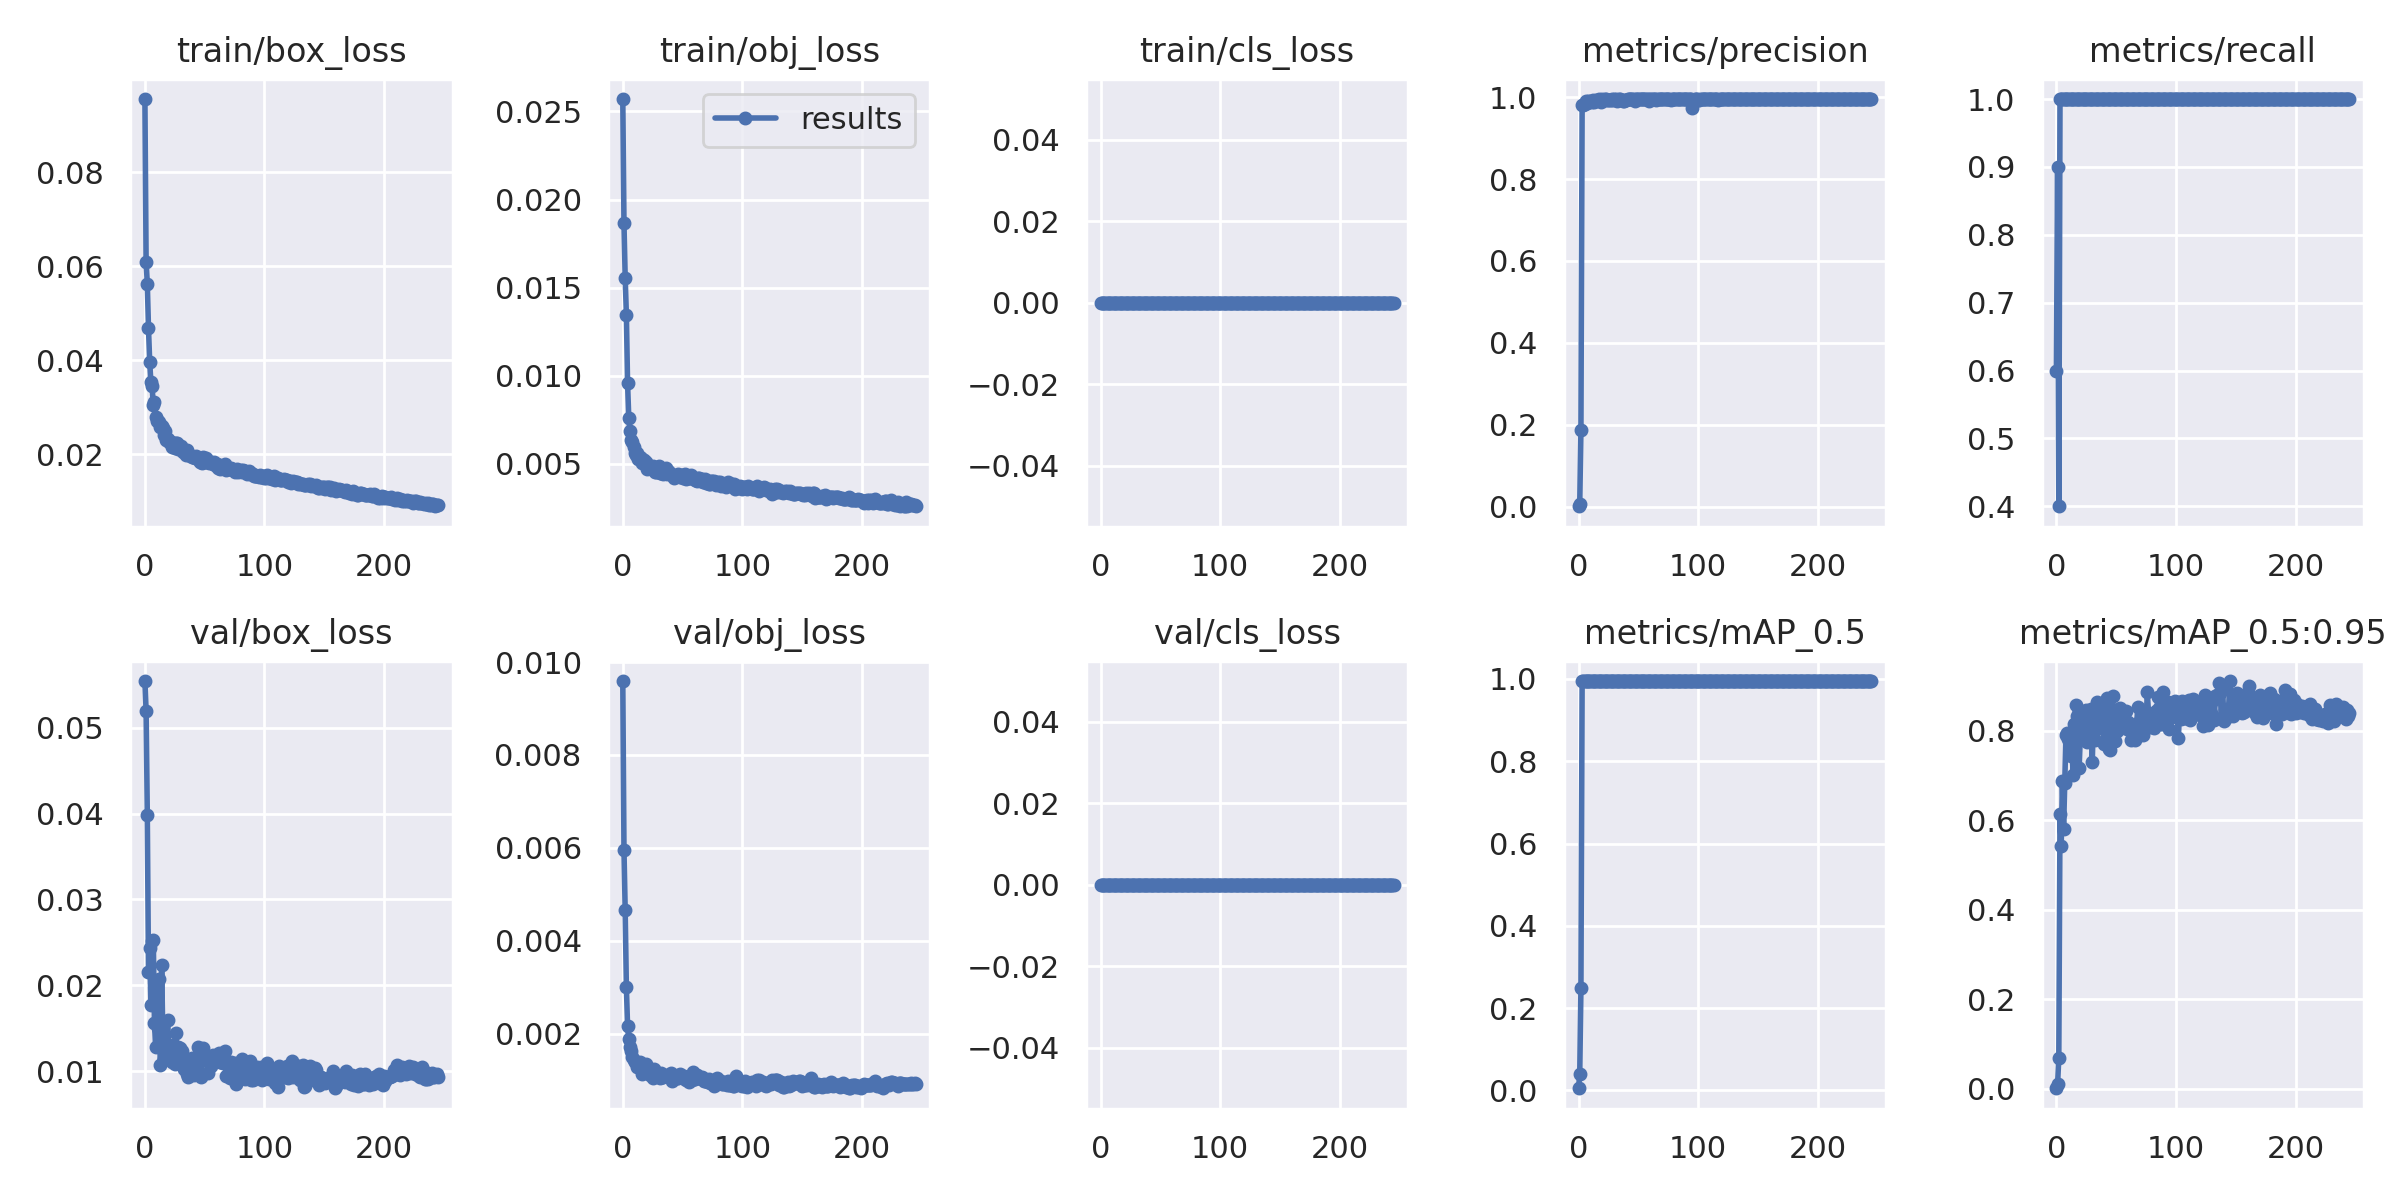 train/box_loss
0.08
0.06
0.04
0.02
0 100 200
train/obj_loss
results
0.025
0.020
0.015
0.010
0.005
0 100 200
train/cls_loss
0.04
0.02
0.00
−0.02
−0.04
0 100 200
metrics/precision
1.0
0.8
0.6
0.4
0.2
0.0
0 100 200
metrics/recall
1.0
0.9
0.8
0.7
0.6
0.5
0.4
0 100 200
val/box_loss
0.05
0.04
0.03
0.02
0.01
0 100 200
val/obj_loss
0.010
0.008
0.006
0.004
0.002
0 100 200
val/cls_loss
0.04
0.02
0.00
−0.02
−0.04
0 100 200
metrics/mAP_0.5
1.0
0.8
0.6
0.4
0.2
0.0
0 100 200
metrics/mAP_0.5:0.95
0.8
0.6
0.4
0.2
0.0
0 100 200